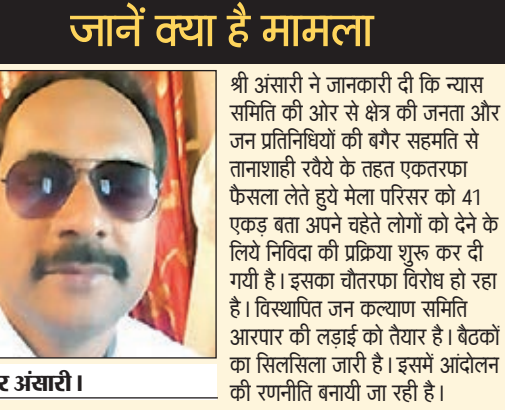 जानें क्या है मामला
श्री अंसारी ने जानकारी दी कि न्यास
समिति की ओर से क्षेत्र की जनता और
जन प्रतिनिधियों की बगैर सहमति से
तानाशाही रवैये के तहत एकतरफा
फैसला लेते हुये मेला परिसर को 41
एकड़ बता अपने चहेते लोगों को देने के
लिये निविदा की प्रक्रिया शुरू कर दी
गयी है। इसका चौतरफा विरोध हो रहा
है। विस्थापित जन कल्याण समिति
आरपार की लड़ाई को तैयार है। बैठकों
का सिलसिला जारी है। इसमें आंदोलन
की रणनीति बनायी जा रही है।
अंसारी।